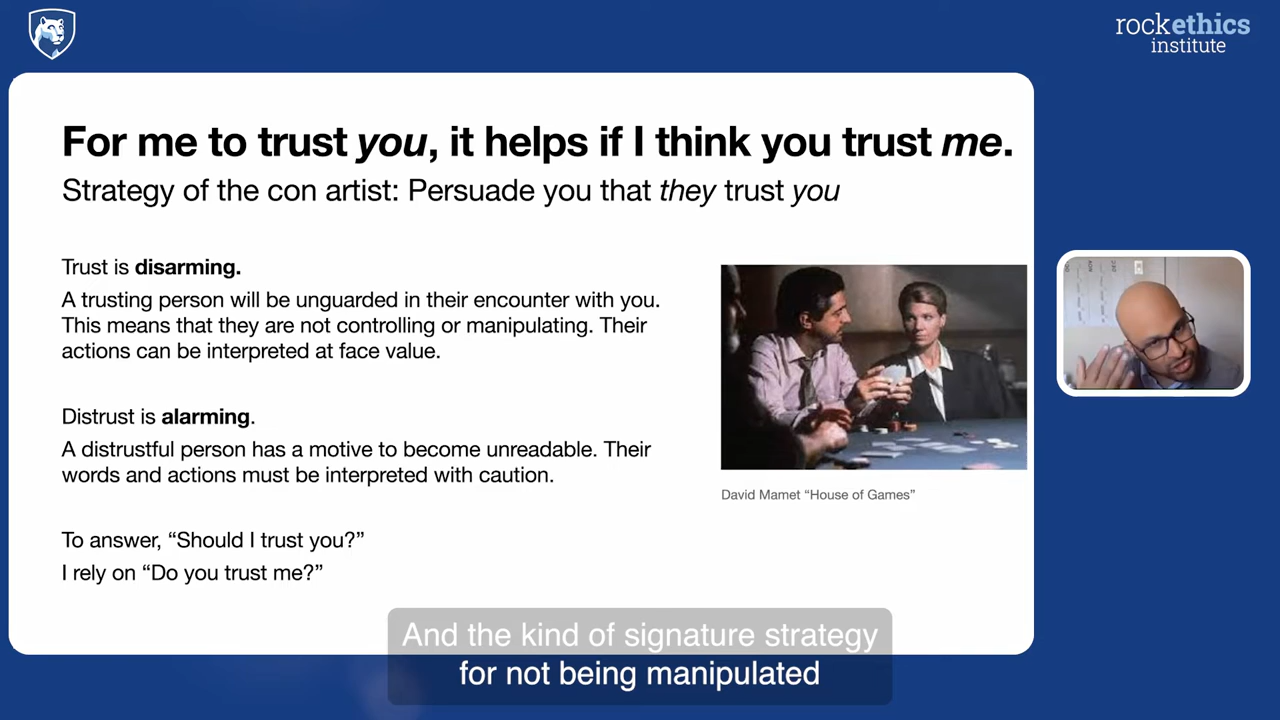 rockethics
institute
For me to trust you, it helps if I think you trust me.
Strategy of the con artist: Persuade you that they trust you
Trust is disarming.
A trusting person will be unguarded in their encounter with you.
This means that they are not controlling or manipulating. Their
actions can be interpreted at face value.
Distrust is alarming.
A distrustful person has a motive to become unreadable. Their
words and actions must be interpreted with caution.
To answer, “Should I trust you?”
I rely on “Do you trust me?”
David Mamet “House of Games”
And the kind of signature strategy
for not being manipulated